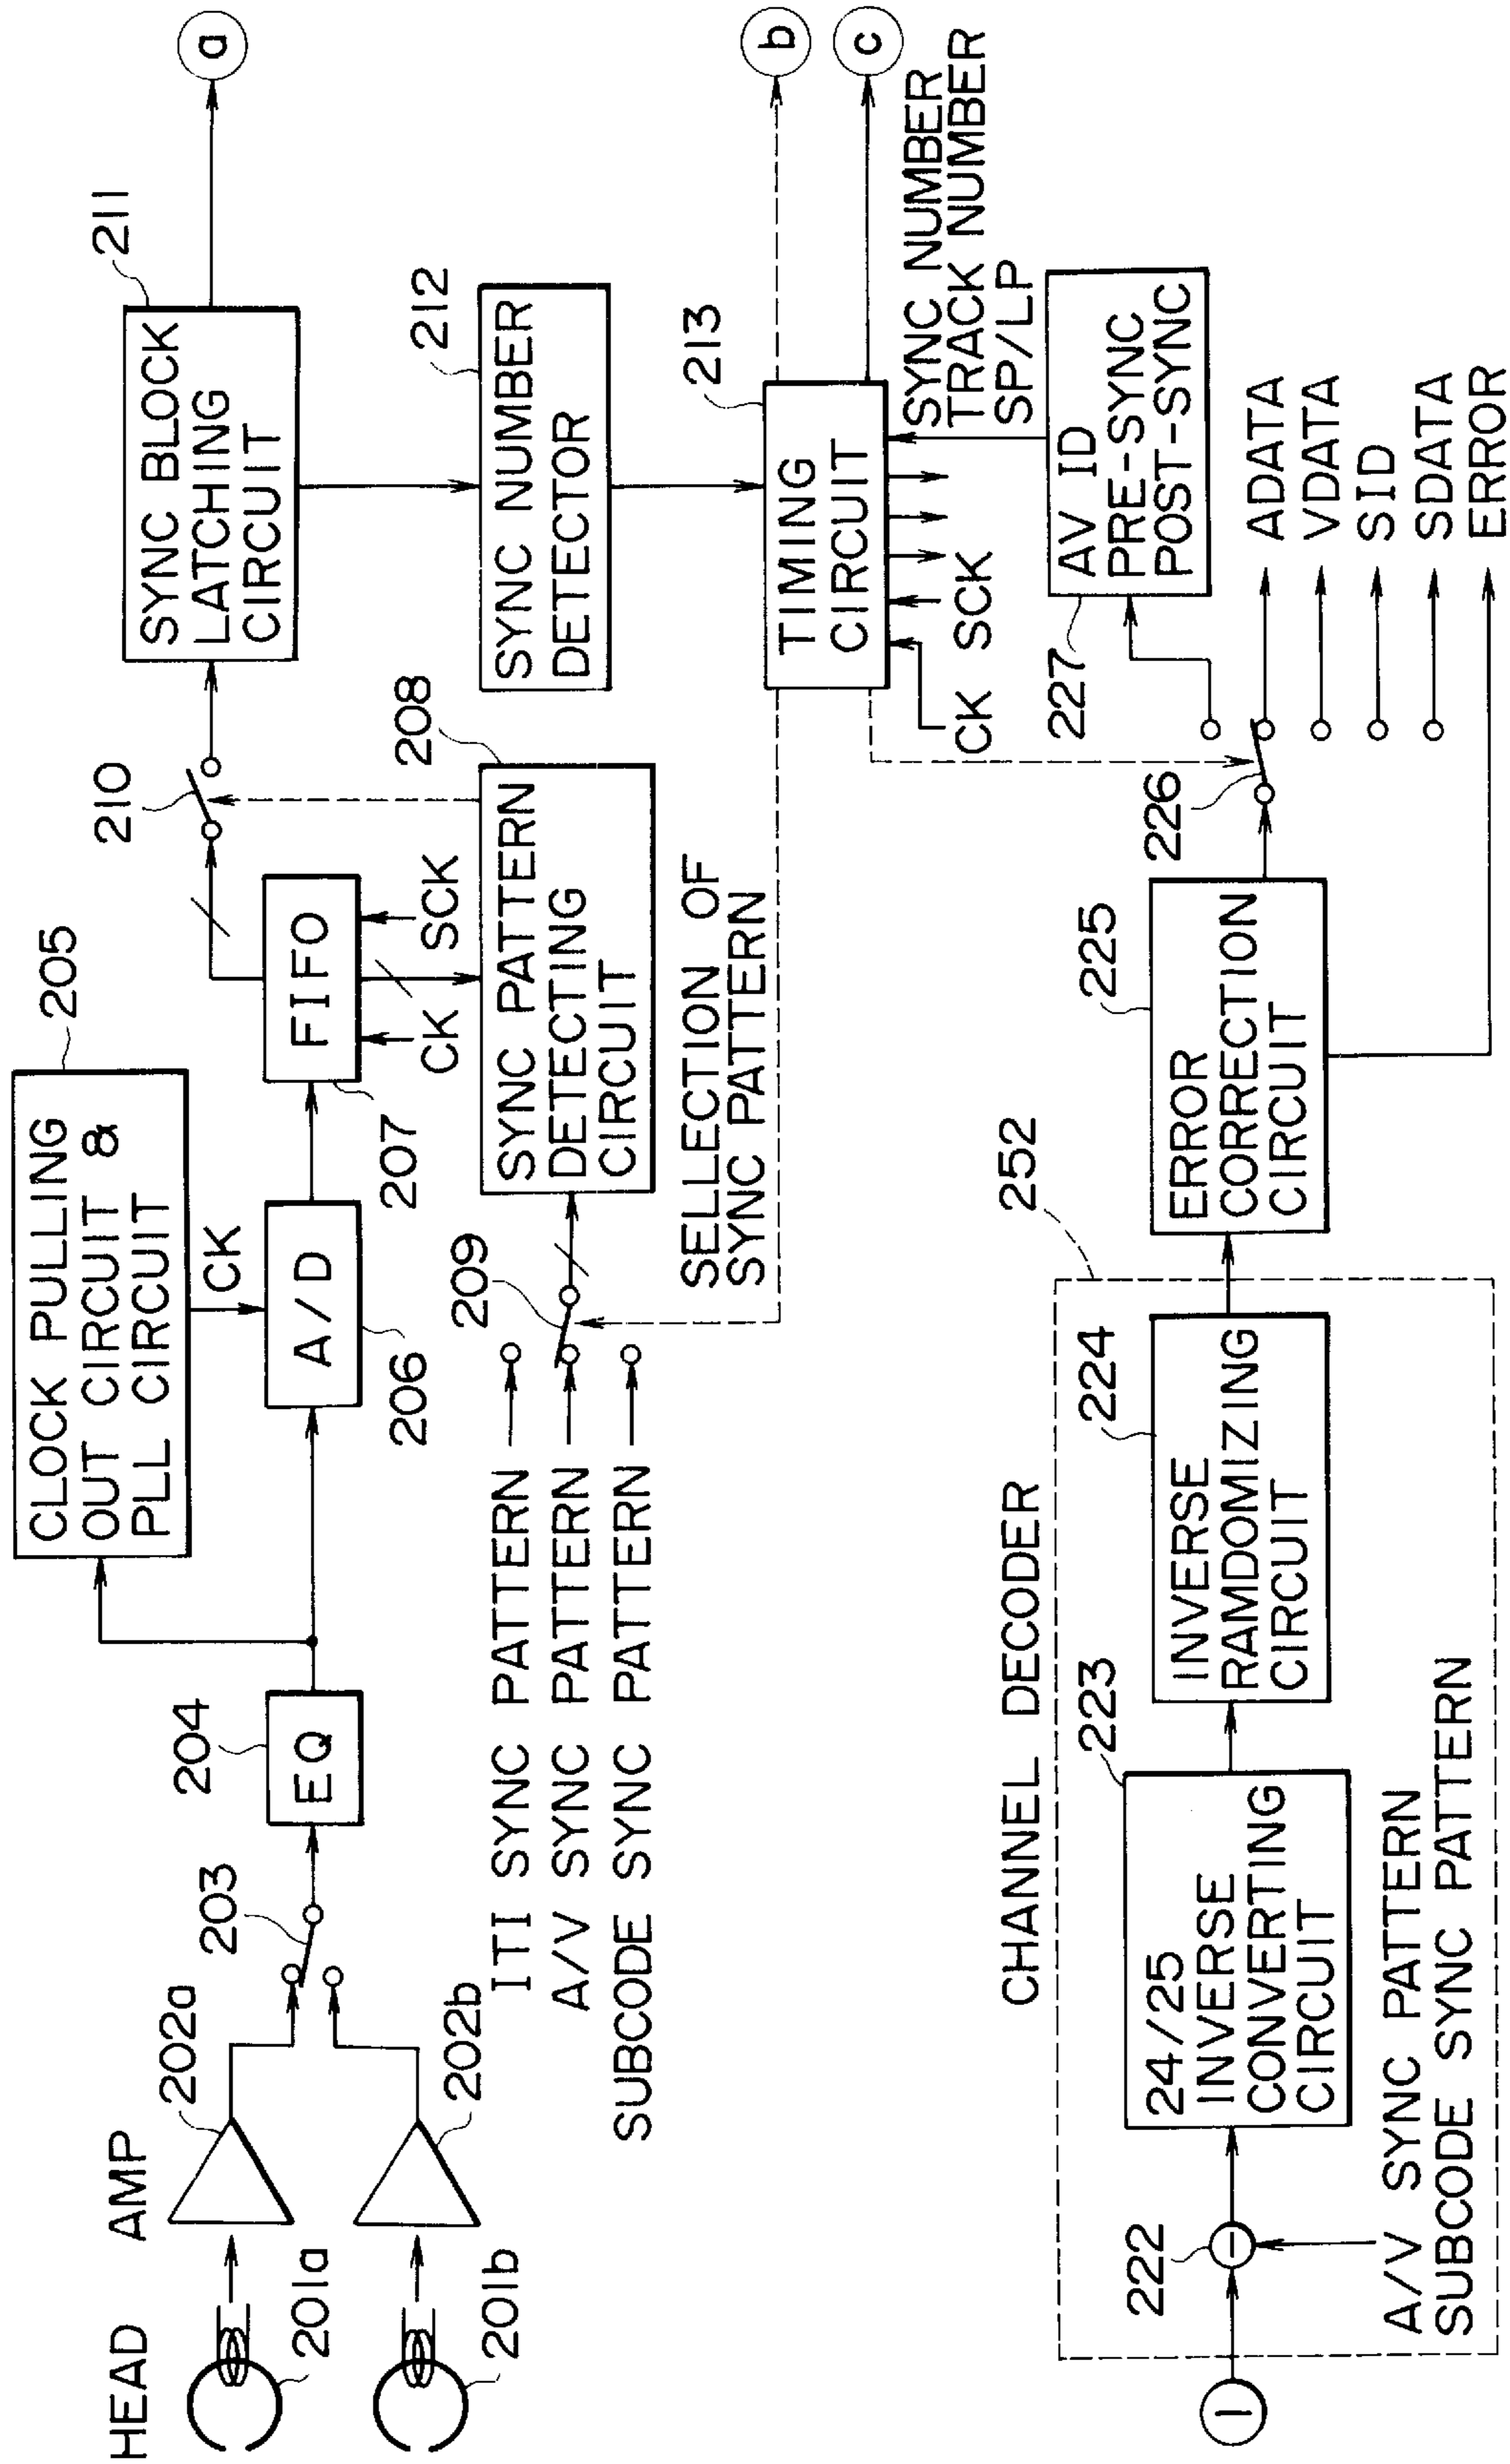 HEAD
AMP
201a
201b
202a
202b
203
204
EQ
205
CLOCK PULLING
OUT CIRCUIT &
PLL CIRCUIT
CK
A/D
206
207
FIFO
CK
SCK
210
211
SYNC BLOCK
LATCHING
CIRCUIT
a
ITI SYNC PATTERN
A/V SYNC PATTERN
SUBCODE SYNC PATTERN
209
208
SYNC PATTERN
DETECTING
CIRCUIT
SELLECTION OF
SYNC PATTERN
212
SYNC NUMBER
DETECTOR
213
TIMING
CIRCUIT
b
c
CK
SCK
SYNC NUMBER
TRACK NUMBER
SP/LP
227
AV ID
PRE-SYNC
POST-SYNC
CHANNEL DECODER
252
l
222
A/V SYNC PATTERN
SUBCODE SYNC PATTERN
223
24/25
INVERSE
CONVERTING
CIRCUIT
224
INVERSE
RAMDOMIZING
CIRCUIT
225
ERROR
CORRECTION
CIRCUIT
226
ADATA
VDATA
SID
SDATA
ERROR